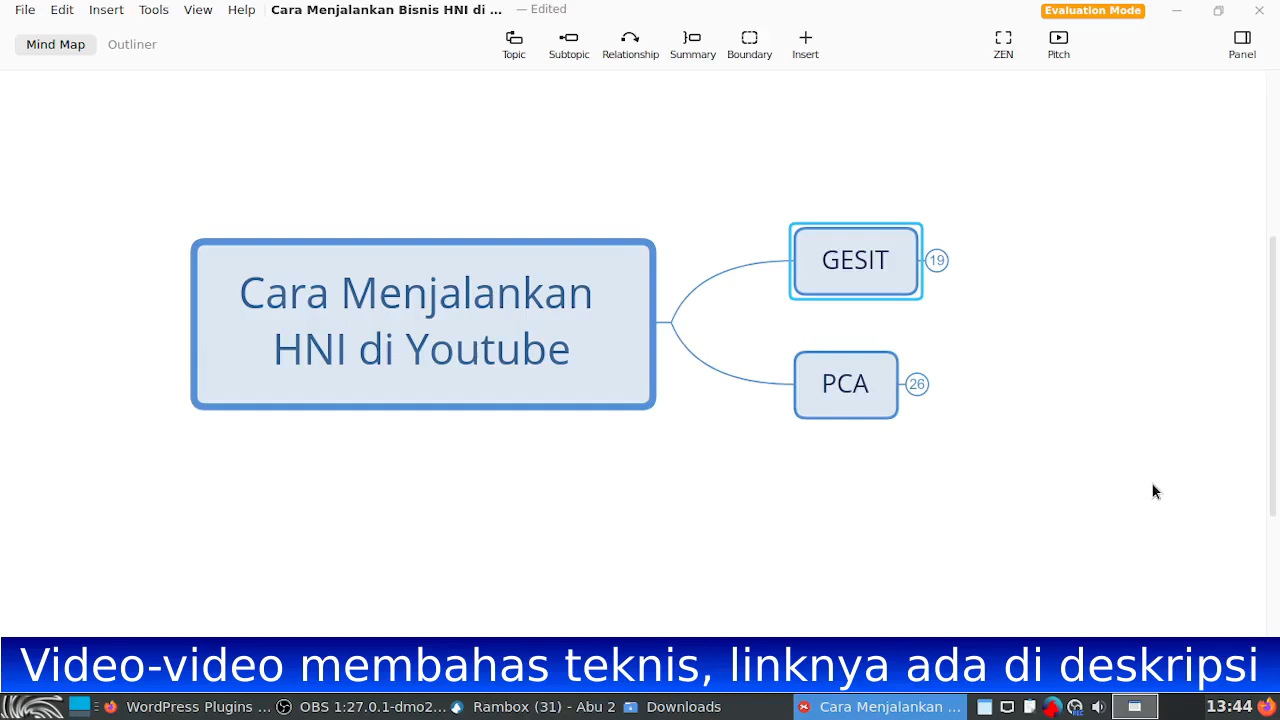 File Edit Insert Tools View Help Cara Menjalankan Bisnis HNI di ... — Edited Evaluation Mode
Mind Map Outliner
Topic Subtopic Relationship Summary Boundary Insert ZEN Pitch Panel
Cara Menjalankan
HNI di Youtube
GESIT 19
PCA 26
Video-video membahas teknis, linknya ada di deskripsi
WordPress Plugins ... OBS 1:27.0.1-dmo2... Rambox (31) - Abu 2 Downloads Cara Menjalankan ... 13:44